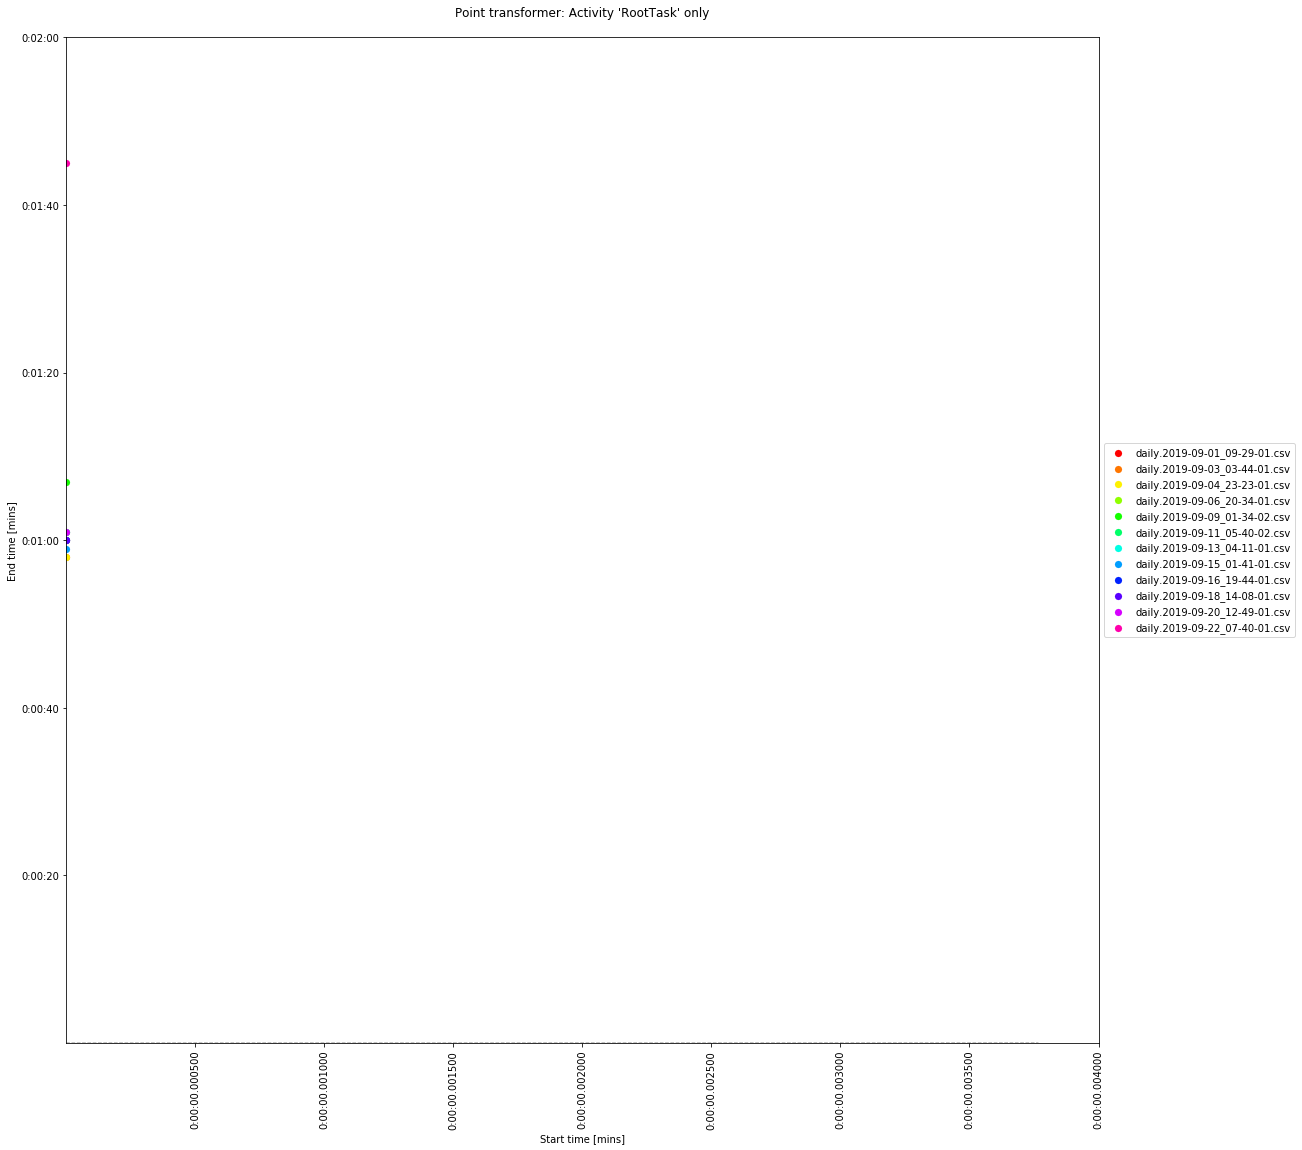 Point transformer: Activity 'RootTask' only
0:02:00
0:01:40
0:01:20
0:01:00
0:00:40
0:00:20
End time [mins]
0:00:00.000500
0:00:00.001000
0:00:00.001500
0:00:00.002000
0:00:00.002500
0:00:00.003000
0:00:00.003500
0:00:00.004000
Start time [mins]
daily.2019-09-01_09-29-01.csv
daily.2019-09-03_03-44-01.csv
daily.2019-09-04_23-23-01.csv
daily.2019-09-06_20-34-01.csv
daily.2019-09-09_01-34-02.csv
daily.2019-09-11_05-40-02.csv
daily.2019-09-13_04-11-01.csv
daily.2019-09-15_01-41-01.csv
daily.2019-09-16_19-44-01.csv
daily.2019-09-18_14-08-01.csv
daily.2019-09-20_12-49-01.csv
daily.2019-09-22_07-40-01.csv